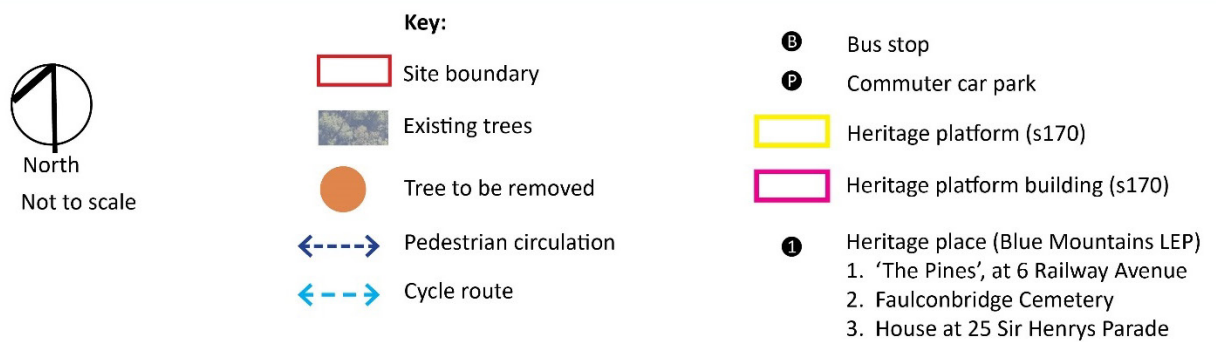 North
Not to scale
Key:
Site boundary
Existing trees
Tree to be removed
Pedestrian circulation
Cycle route
B Bus stop
P Commuter car park
Heritage platform (s170)
Heritage platform building (s170)
1 Heritage place (Blue Mountains LEP)
1. ‘The Pines’, at 6 Railway Avenue
2. Faulconbridge Cemetery
3. House at 25 Sir Henrys Parade